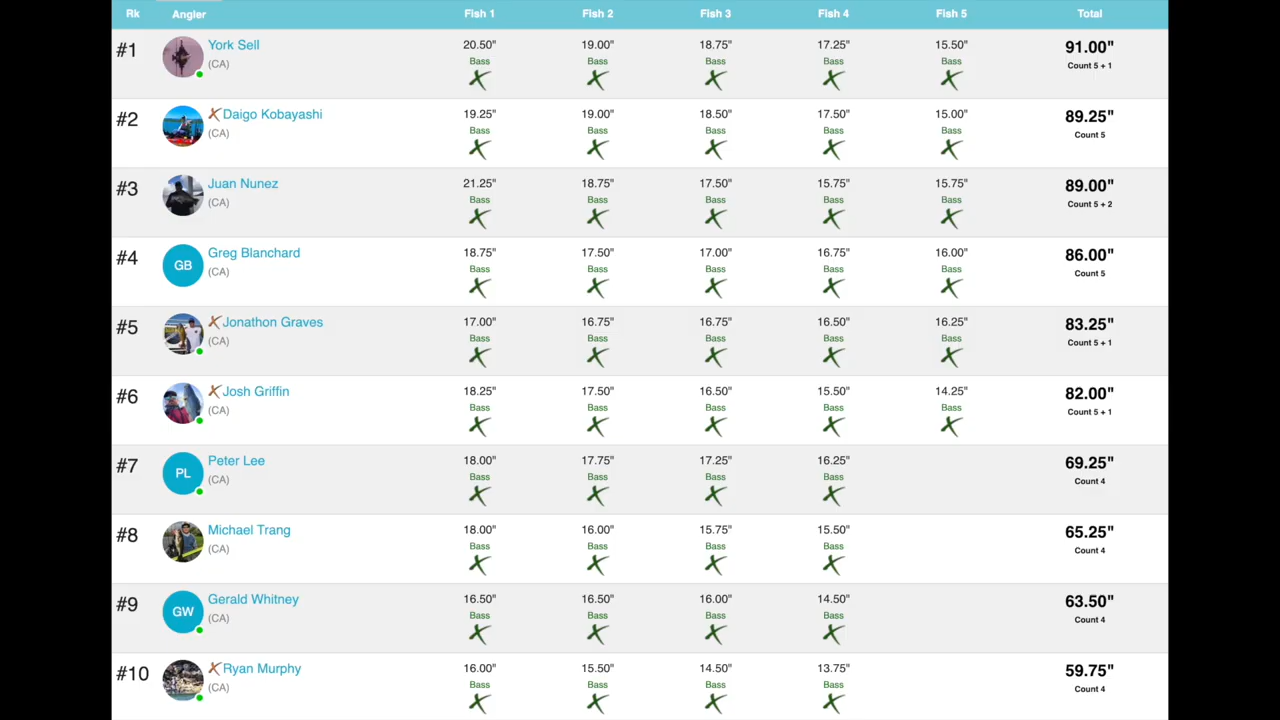 Rk Angler Fish 1 Fish 2 Fish 3 Fish 4 Fish 5 Total
#1 York Sell 20.50" 19.00" 18.75" 17.25" 15.50" 91.00"
(CA) Bass Bass Bass Bass Bass Count 5 + 1
#2 Daigo Kobayashi 19.25" 19.00" 18.50" 17.50" 15.00" 89.25"
(CA) Bass Bass Bass Bass Bass Count 5
#3 Juan Nunez 21.25" 18.75" 17.50" 15.75" 15.75" 89.00"
(CA) Bass Bass Bass Bass Bass Count 5 + 2
#4 GB Greg Blanchard 18.75" 17.50" 17.00" 16.75" 16.00" 86.00"
(CA) Bass Bass Bass Bass Bass Count 5
#5 Jonathon Graves 17.00" 16.75" 16.75" 16.50" 16.25" 83.25"
(CA) Bass Bass Bass Bass Bass Count 5 + 1
#6 Josh Griffin 18.25" 17.50" 16.50" 15.50" 14.25" 82.00"
(CA) Bass Bass Bass Bass Bass Count 5 + 1
#7 PL Peter Lee 18.00" 17.75" 17.25" 16.25" 69.25"
(CA) Bass Bass Bass Bass Count 4
#8 Michael Trang 18.00" 16.00" 15.75" 15.50" 65.25"
(CA) Bass Bass Bass Bass Count 4
#9 GW Gerald Whitney 16.50" 16.50" 16.00" 14.50" 63.50"
(CA) Bass Bass Bass Bass Count 4
#10 Ryan Murphy 16.00" 15.50" 14.50" 13.75" 59.75"
(CA) Bass Bass Bass Bass Count 4